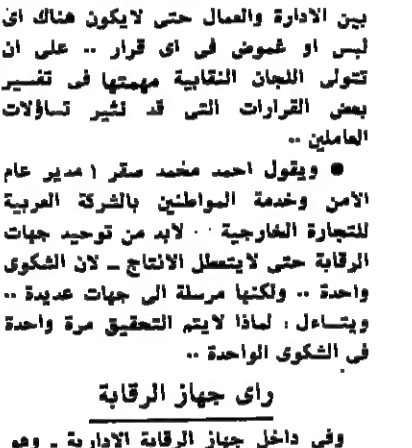 بين الادارة والعمال حتى لايكون هناك اى
لبس او غموض فى اى قرار .. على ان
تتولى اللجان النقابية مهمتها فى تفسير
بعض القرارات التى قد تثير تساؤلات
العاملين ..
● ويقول احمد محمد صقر ( مدير عام
الامن وخدمة المواطنين بالشركة العربية
للتجارة الخارجية .. لابد من توحيد جهات
الرقابة حتى لايتعطل الانتاج ــ لان الشكوى
واحدة .. ولكنها مرسلة الى جهات عديدة ..
ويتساءل : لماذا لايتم التحقيق مرة واحدة
فى الشكوى الواحدة ..
راى جهاز الرقابة
وفى داخل جهاز الرقابة الادارية ــ وهو